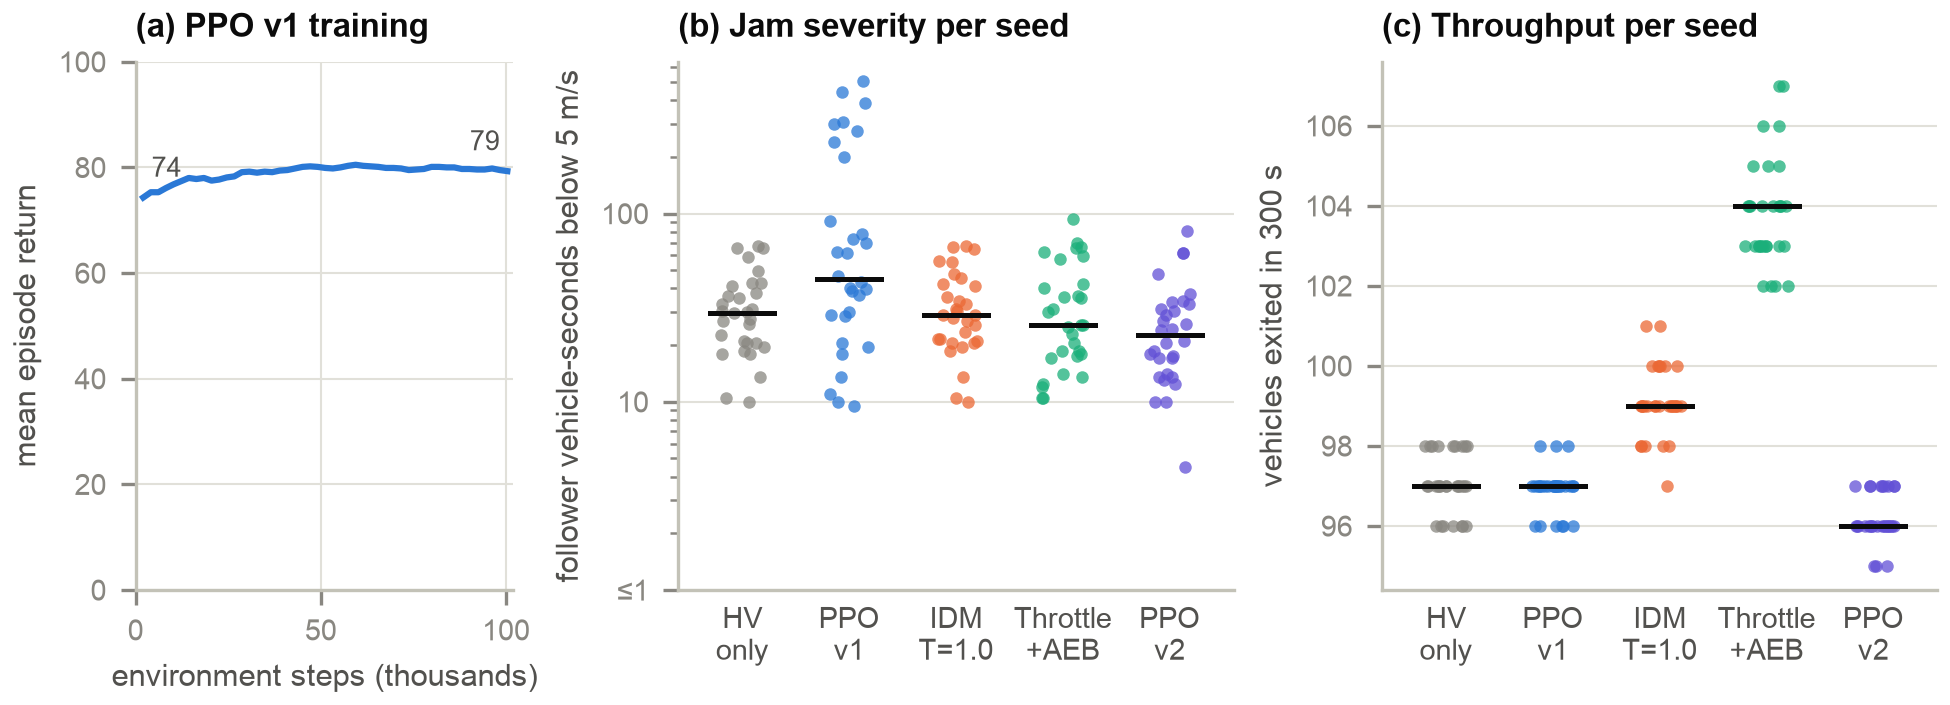 (a) PPO v1 training
mean episode return
100
80
60
40
20
0
74
79
0
50
100
environment steps (thousands)
(b) Jam severity per seed
follower vehicle-seconds below 5 m/s
100
10
≤1
HV
only
PPO
v1
IDM
T=1.0
Throttle
+AEB
PPO
v2
(c) Throughput per seed
vehicles exited in 300 s
106
104
102
100
98
96
HV
only
PPO
v1
IDM
T=1.0
Throttle
+AEB
PPO
v2